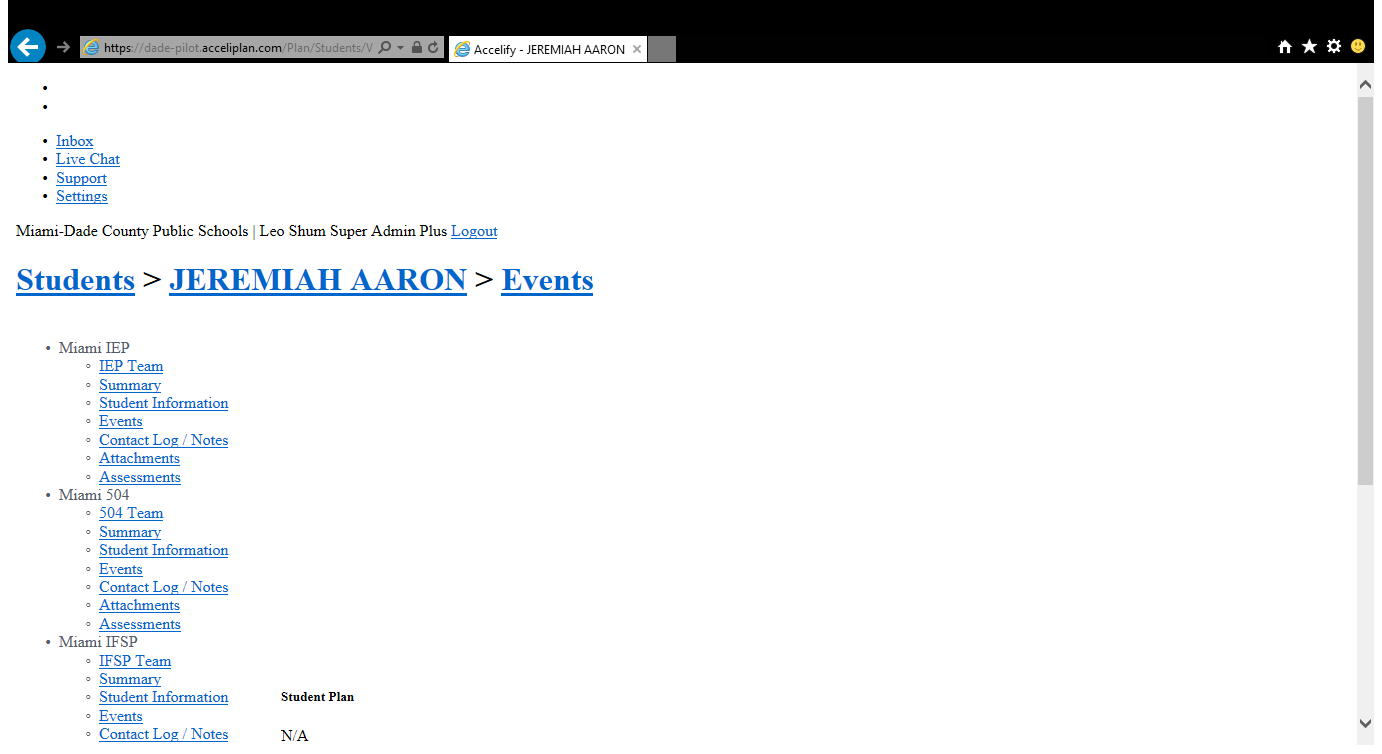 https://dade-pilot.acceliplan.com/Plan/Students/V
Accelify - JEREMIAH AARON
Inbox
Live Chat
Support
Settings
Miami-Dade County Public Schools | Leo Shum Super Admin Plus Logout
Students > JEREMIAH AARON > Events
Miami IEP
IEP Team
Summary
Student Information
Events
Contact Log / Notes
Attachments
Assessments
Miami 504
504 Team
Summary
Student Information
Events
Contact Log / Notes
Attachments
Assessments
Miami IFSP
IFSP Team
Summary
Student Information
Student Plan
Events
Contact Log / Notes
N/A